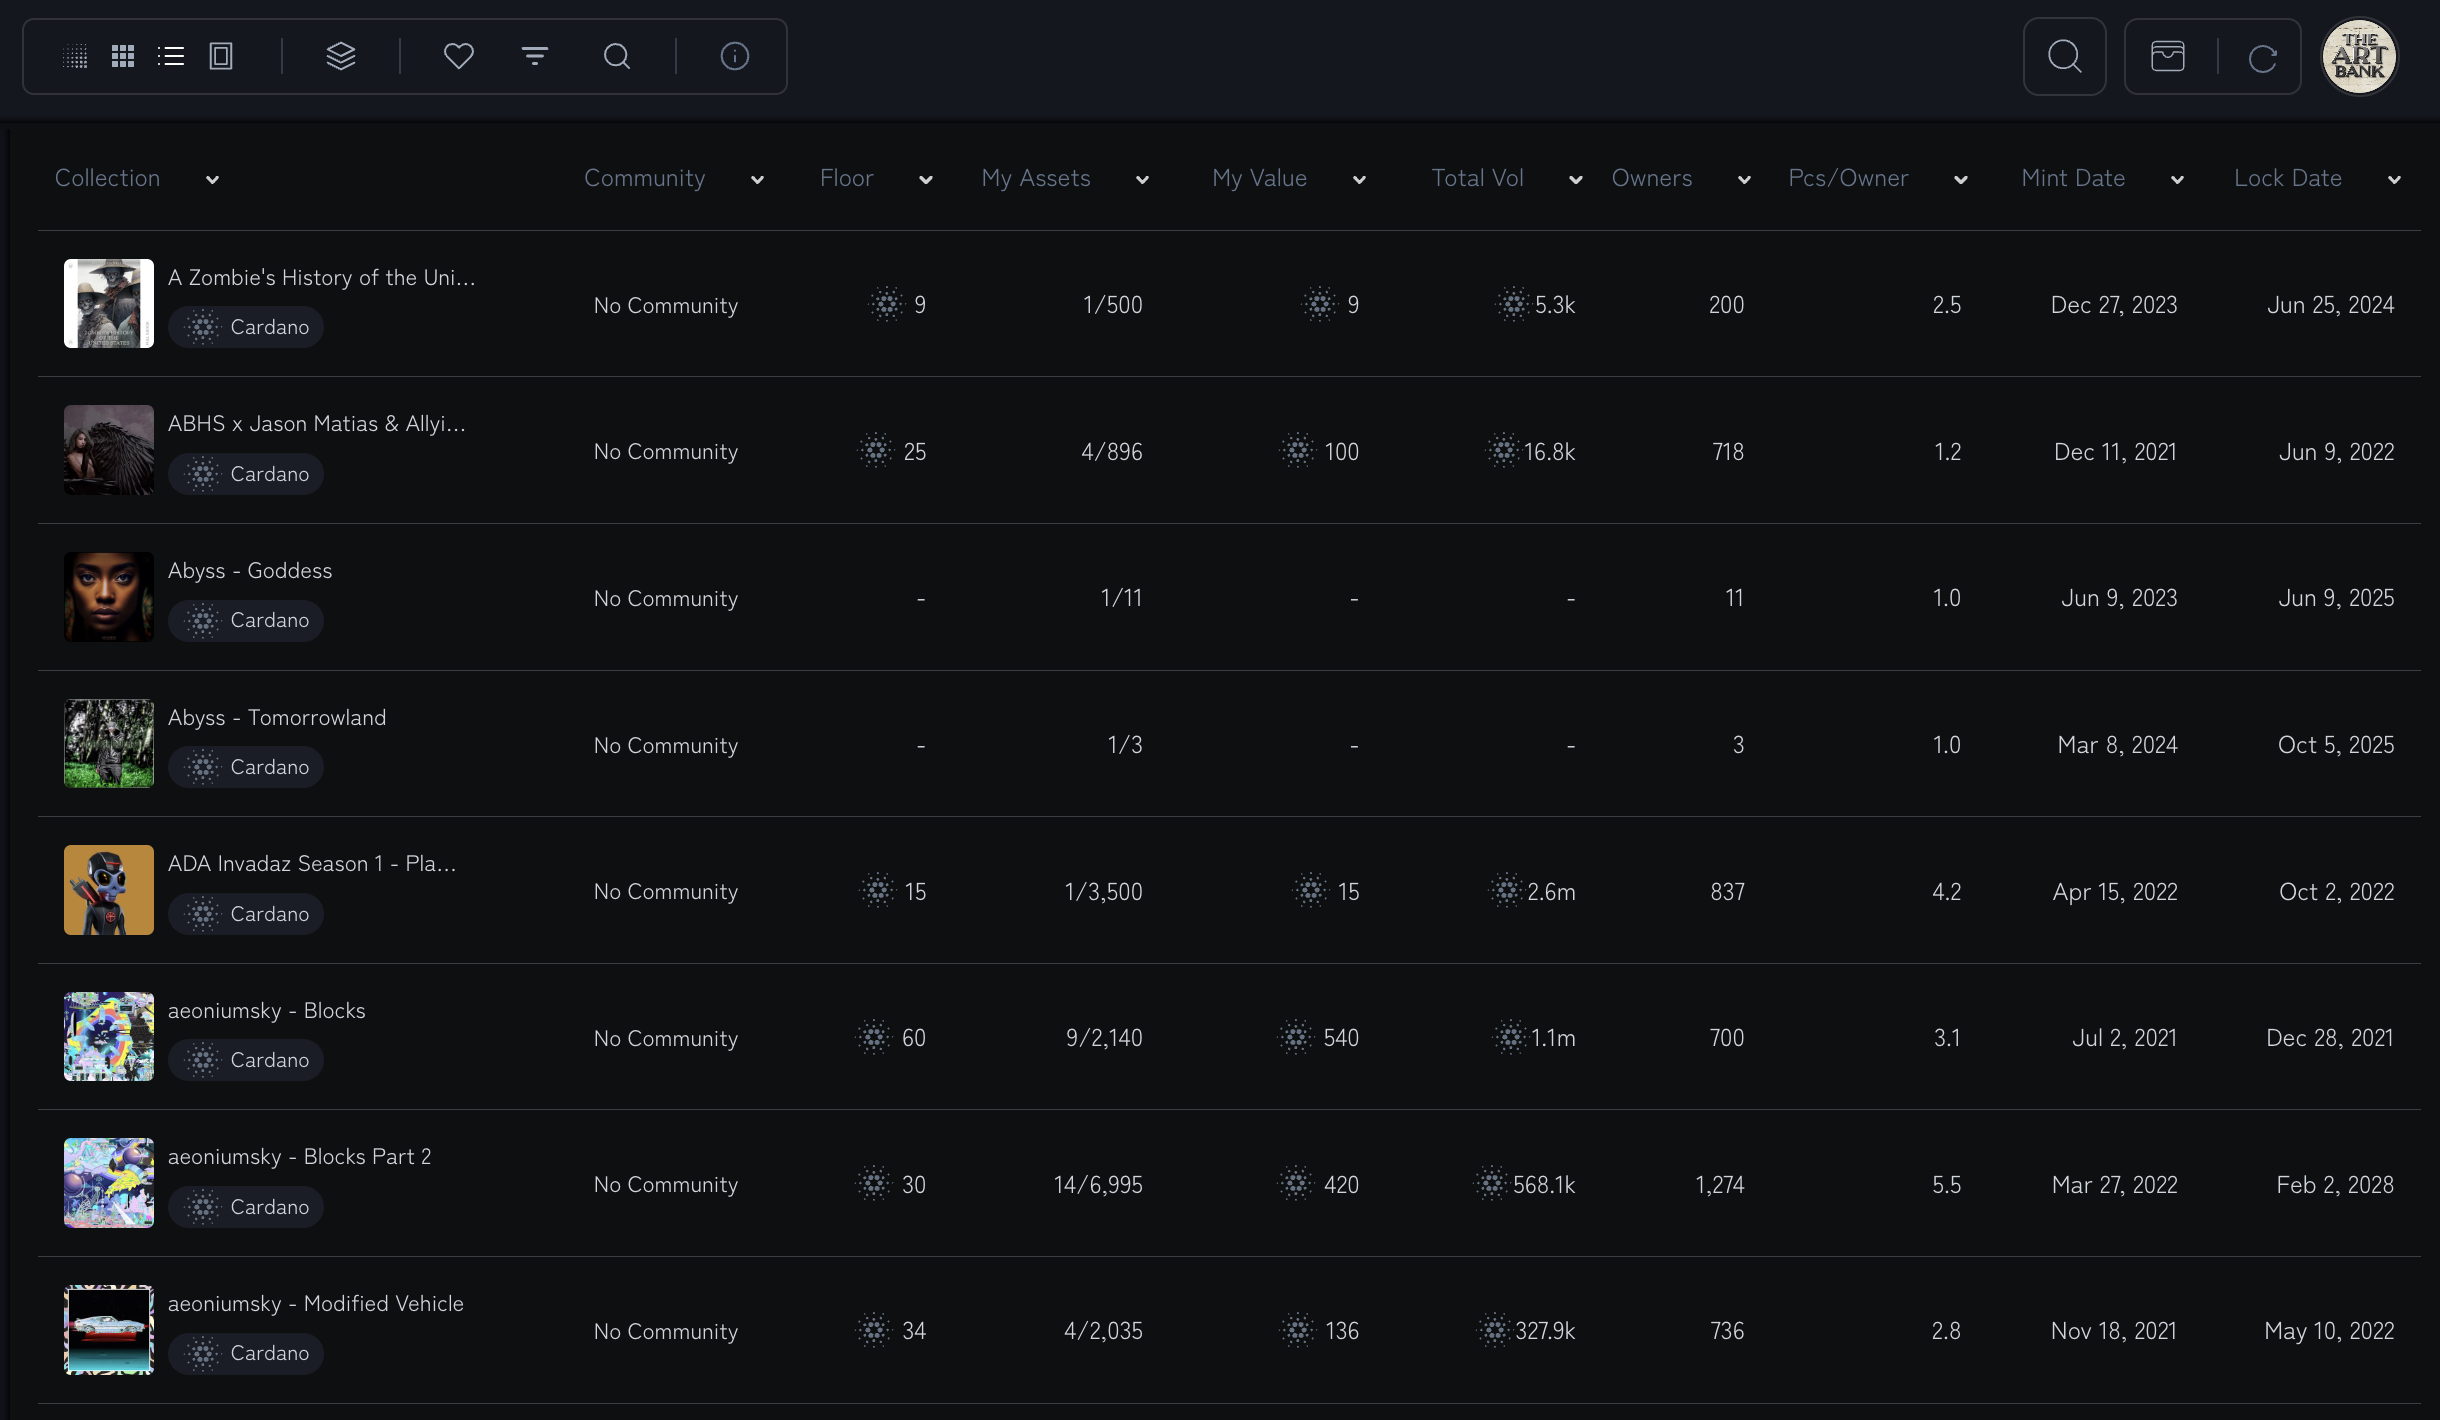 THE
ART
BANK
Collection Community Floor My Assets My Value Total Vol Owners Pcs/Owner Mint Date Lock Date
A Zombie's History of the Uni...
Cardano
No Community 9 1/500 9 5.3k 200 2.5 Dec 27, 2023 Jun 25, 2024
ABHS x Jason Matias & Allyi...
Cardano
No Community 25 4/896 100 16.8k 718 1.2 Dec 11, 2021 Jun 9, 2022
Abyss - Goddess
Cardano
No Community - 1/11 - - 11 1.0 Jun 9, 2023 Jun 9, 2025
Abyss - Tomorrowland
Cardano
No Community - 1/3 - - 3 1.0 Mar 8, 2024 Oct 5, 2025
ADA Invadaz Season 1 - Pla...
Cardano
No Community 15 1/3,500 15 2.6m 837 4.2 Apr 15, 2022 Oct 2, 2022
aeoniumsky - Blocks
Cardano
No Community 60 9/2,140 540 1.1m 700 3.1 Jul 2, 2021 Dec 28, 2021
aeoniumsky - Blocks Part 2
Cardano
No Community 30 14/6,995 420 568.1k 1,274 5.5 Mar 27, 2022 Feb 2, 2028
aeoniumsky - Modified Vehicle
Cardano
No Community 34 4/2,035 136 327.9k 736 2.8 Nov 18, 2021 May 10, 2022